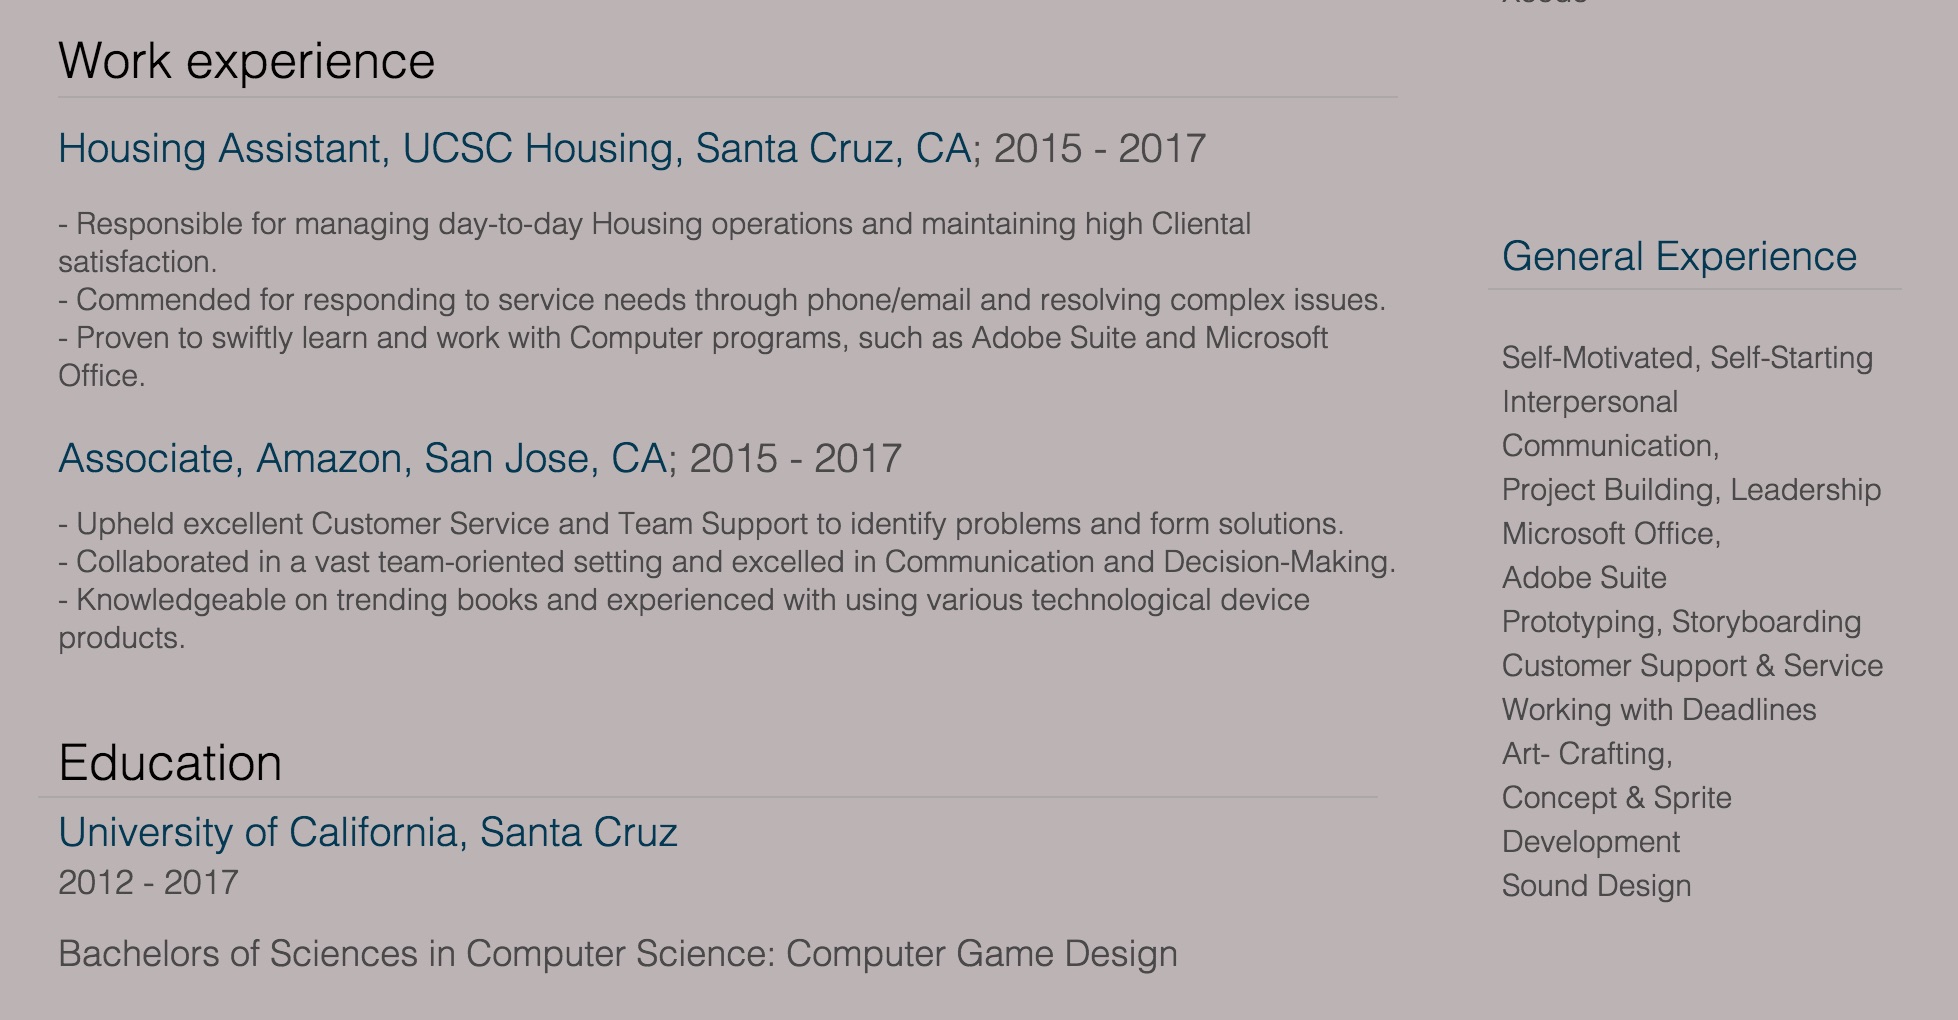 Work experience
Housing Assistant, UCSC Housing, Santa Cruz, CA; 2015 - 2017
- Responsible for managing day-to-day Housing operations and maintaining high Cliental
satisfaction.
- Commended for responding to service needs through phone/email and resolving complex issues.
- Proven to swiftly learn and work with Computer programs, such as Adobe Suite and Microsoft
Office.
Associate, Amazon, San Jose, CA; 2015 - 2017
- Upheld excellent Customer Service and Team Support to identify problems and form solutions.
- Collaborated in a vast team-oriented setting and excelled in Communication and Decision-Making.
- Knowledgeable on trending books and experienced with using various technological device
products.
Education
University of California, Santa Cruz
2012 - 2017
Bachelors of Sciences in Computer Science: Computer Game Design
General Experience
Self-Motivated, Self-Starting
Interpersonal
Communication,
Project Building, Leadership
Microsoft Office,
Adobe Suite
Prototyping, Storyboarding
Customer Support & Service
Working with Deadlines
Art- Crafting,
Concept & Sprite
Development
Sound Design